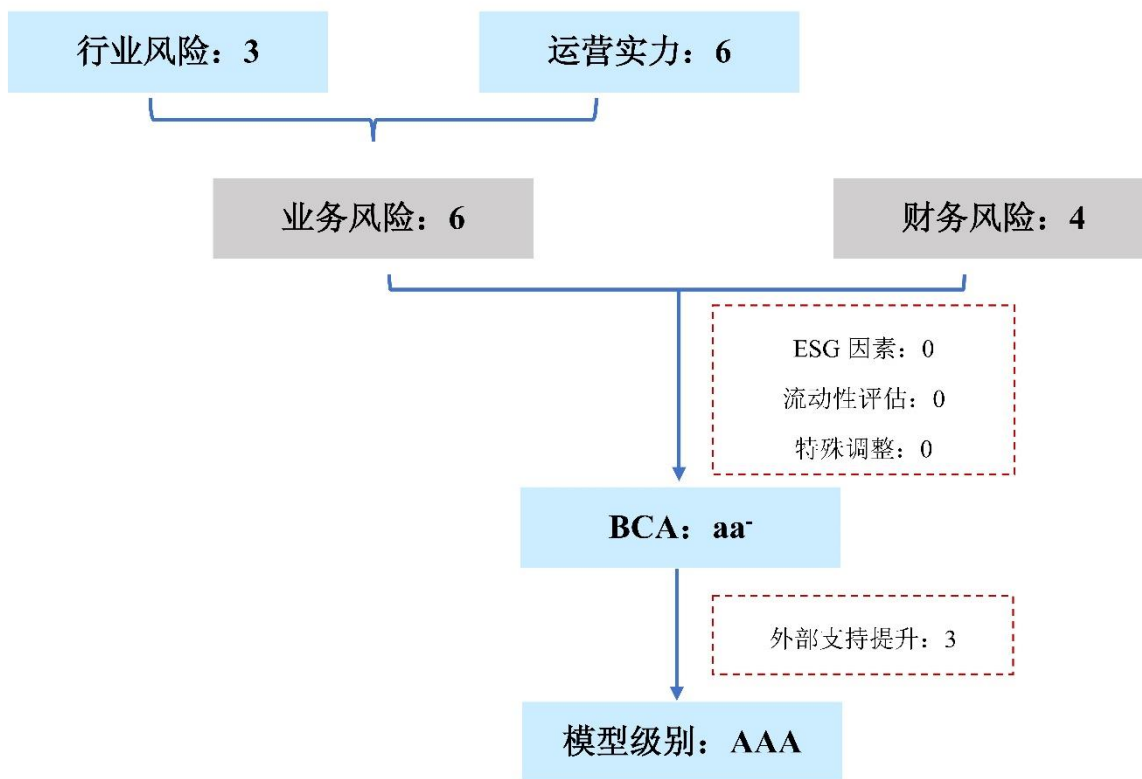 行业风险：3
运营实力：6
业务风险：6
财务风险：4
ESG 因素：0
流动性评估：0
特殊调整：0
BCA：aa-
外部支持提升：3
模型级别：AAA